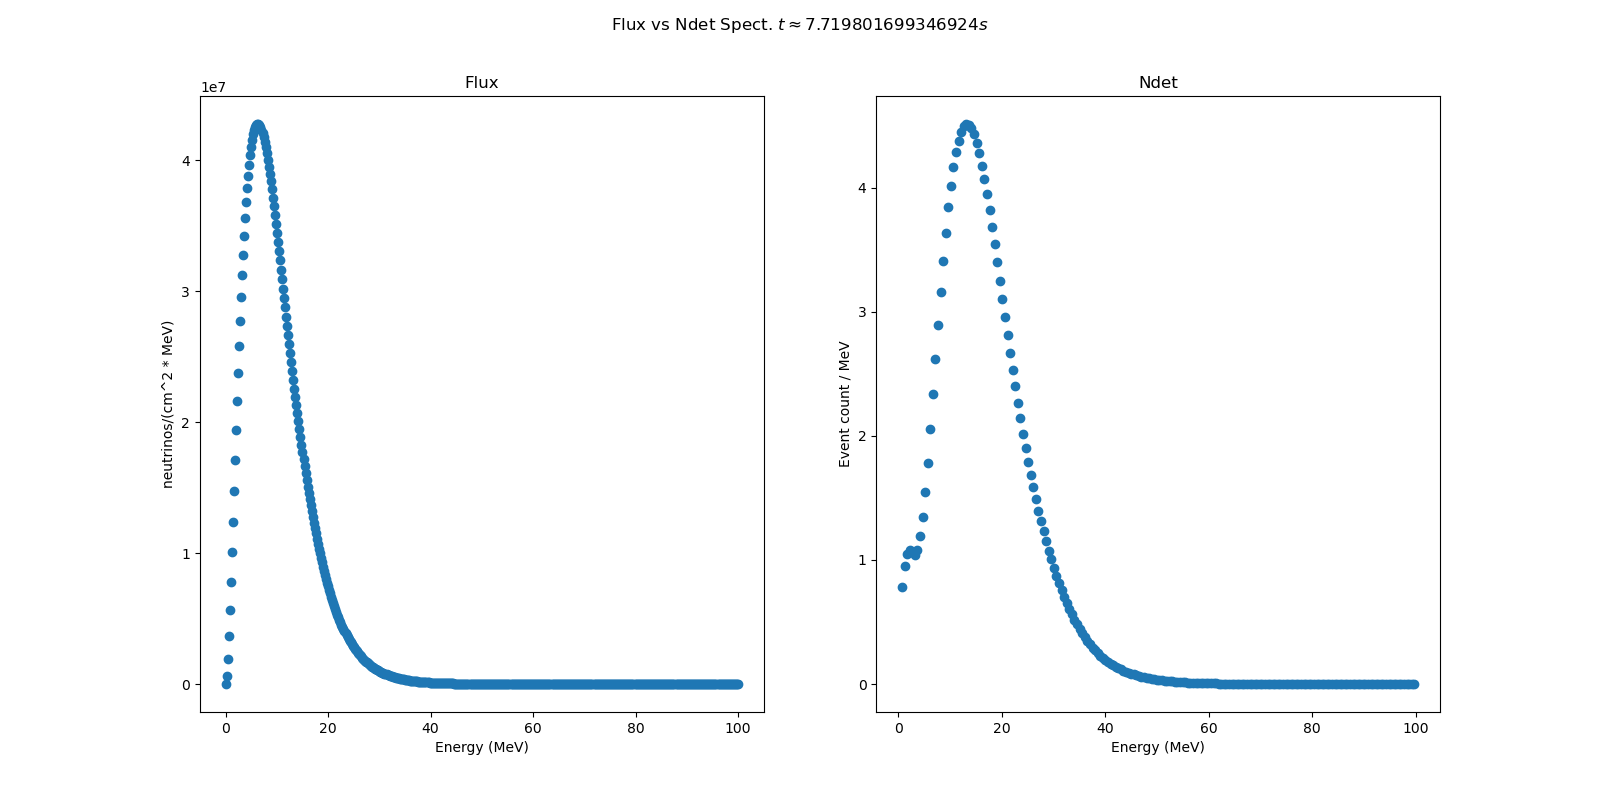 Flux vs Ndet Spect. t ≈ 7.719801699346924s
Flux
1e7
neutrinos/(cm^2 * MeV)
4
3
2
1
0
0 20 40 60 80 100
Energy (MeV)
Ndet
Event count / MeV
4
3
2
1
0
0 20 40 60 80 100
Energy (MeV)